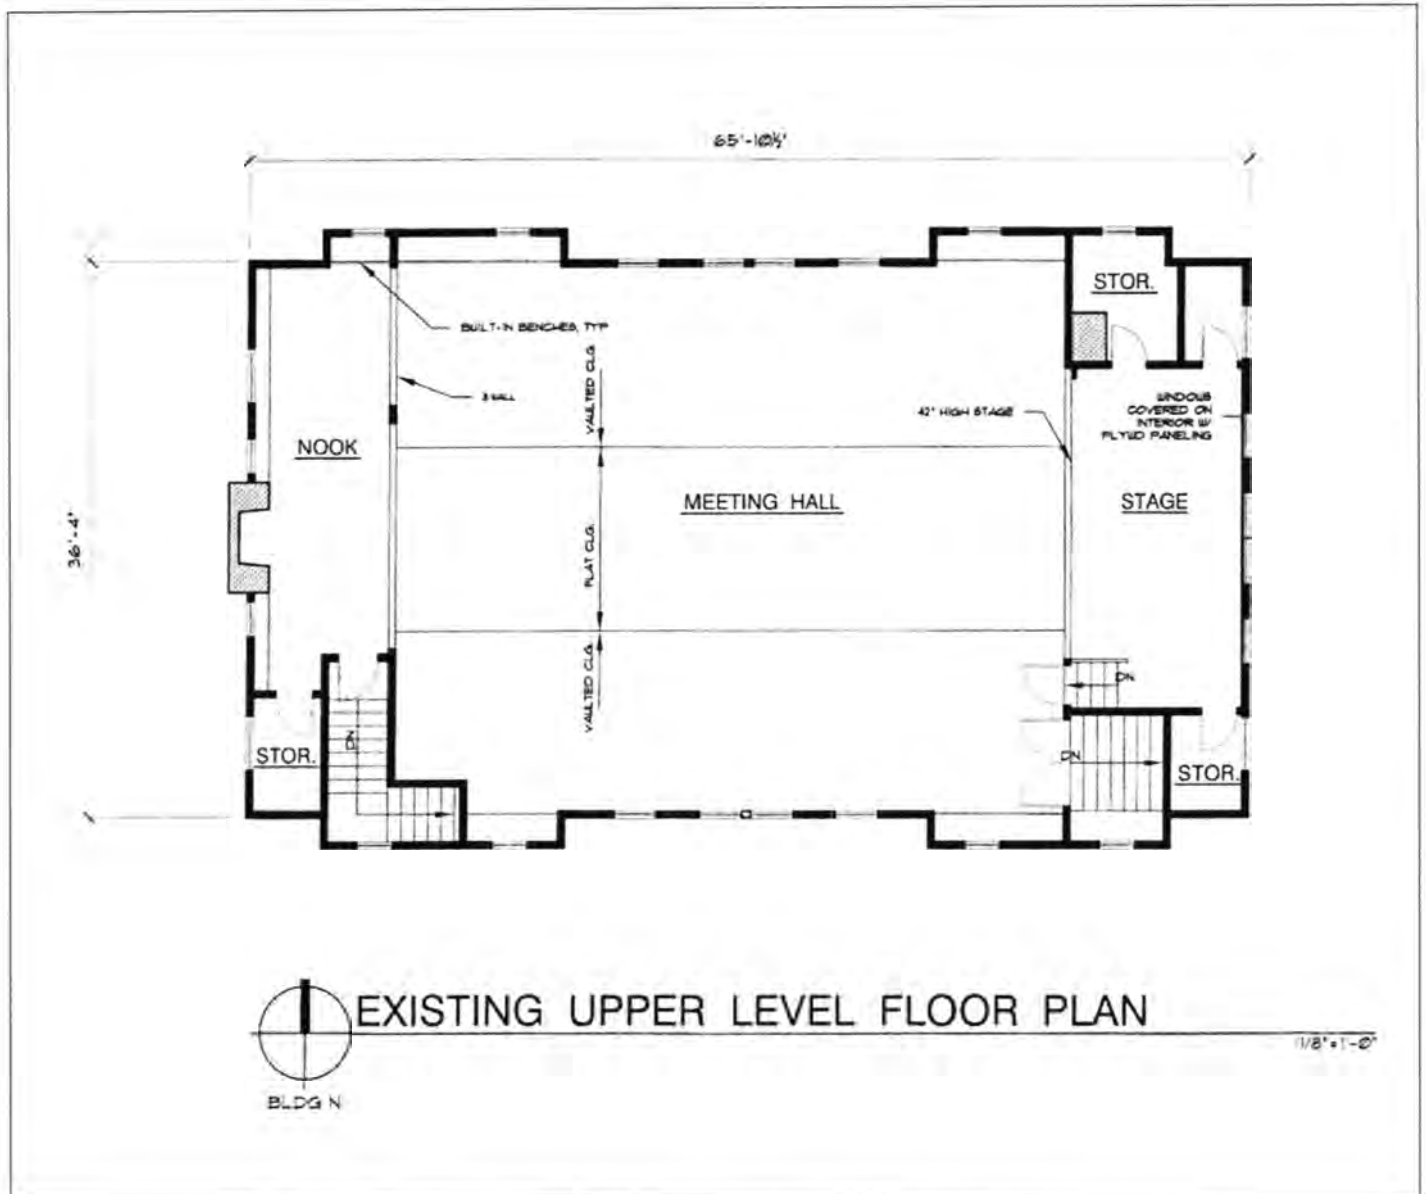 65'-10½"
STOR.
BUILT-IN BENCHES, TYP
VAULTED CLG.
42" HIGH STAGE
WINDOWS
COVERED ON
INTERIOR W/
PLYWD PANELING
NOOK
MEETING HALL
STAGE
36'-4"
FLAT CLG.
VAULTED CLG.
DN
DN
DN
STOR.
STOR.
EXISTING UPPER LEVEL FLOOR PLAN
1/8"=1'-0"
BLDG N